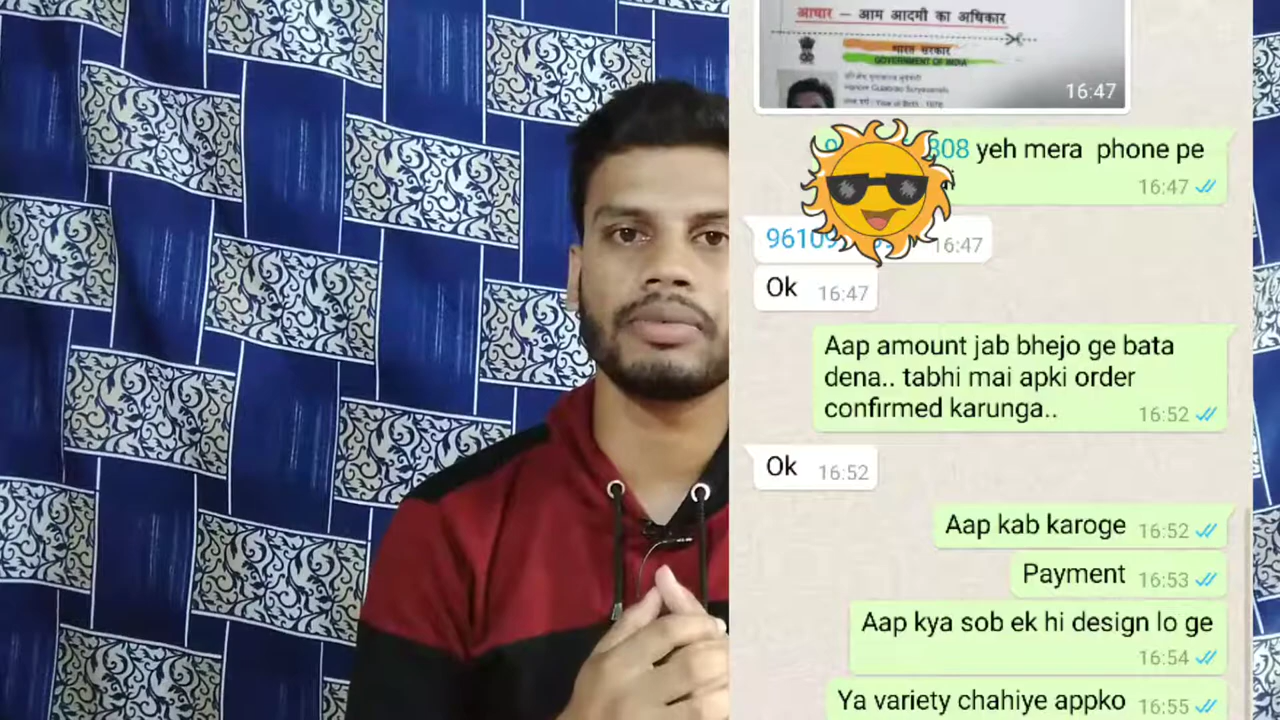 आधार – आम आदमी का अधिकार
भारत सरकार
GOVERNMENT OF INDIA
16:47
808 yeh mera phone pe
16:47
16:47
Ok 16:47
Aap amount jab bhejo ge bata
dena.. tabhi mai apki order
confirmed karunga..
16:52
Ok 16:52
Aap kab karoge 16:52
Payment 16:53
Aap kya sob ek hi design lo ge
16:54
Ya variety chahiye appko 16:55